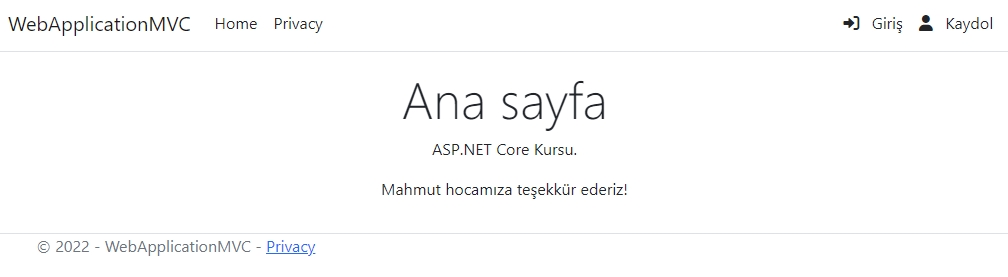 WebApplicationMVC Home Privacy Giriş Kaydol
Ana sayfa
ASP.NET Core Kursu.
Mahmut hocamıza teşekkür ederiz!
© 2022 - WebApplicationMVC - Privacy